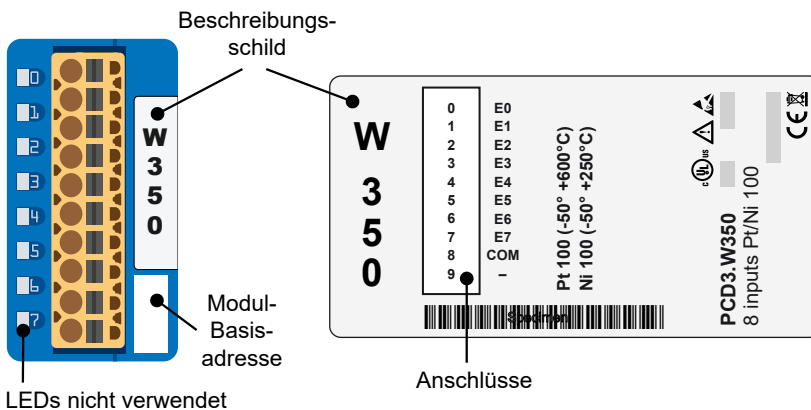 Beschreibungs-
schild
0
1
2
3
4
5
6
7
W
3
5
0
Modul-
Basis-
adresse
LEDs nicht verwendet
W
3
5
0
0 E0
1 E1
2 E2
3 E3
4 E4
5 E5
6 E6
7 E7
8 COM
9 –
Pt 100 (-50° +600°C)
Ni 100 (-50° +250°C)
Specimen
Anschlüsse
c UL us
CE
PCD3.W350
8 inputs Pt/Ni 100